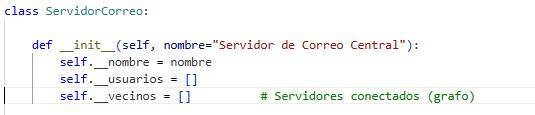 class ServidorCorreo:
def __init__(self, nombre="Servidor de Correo Central"):
self.__nombre = nombre
self.__usuarios = []
self.__vecinos = [] # Servidores conectados (grafo)